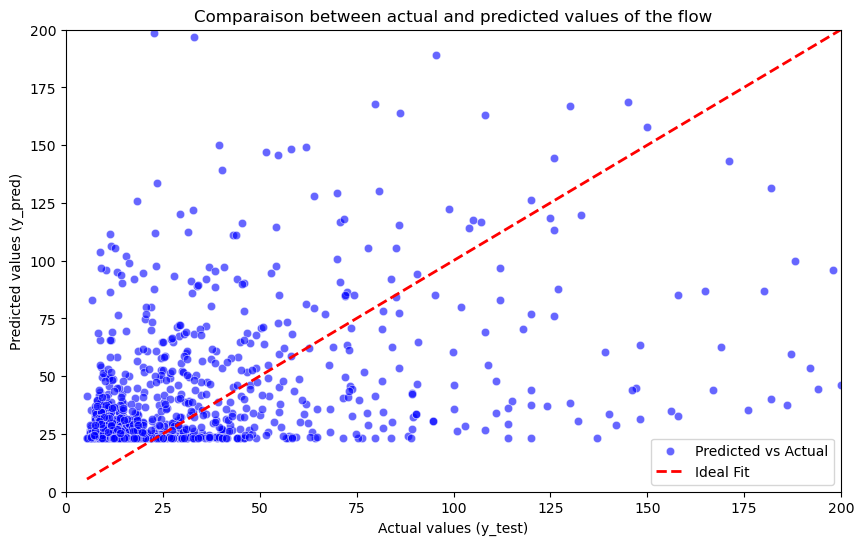 Comparaison between actual and predicted values of the flow
Predicted values (y_pred)
200
175
150
125
100
75
50
25
0
0 25 50 75 100 125 150 175 200
Actual values (y_test)
Predicted vs Actual
Ideal Fit